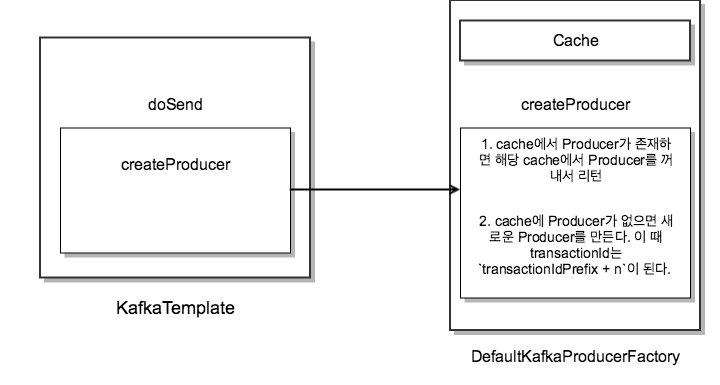 doSend
createProducer
KafkaTemplate
Cache
createProducer
1. cache에서 Producer가 존재하
면 해당 cache에서 Producer를 꺼
내서 리턴
2. cache에 Producer가 없으면 새
로운 Producer를 만든다. 이 때
transactionId는
`transactionIdPrefix + n`이 된다.
DefaultKafkaProducerFactory